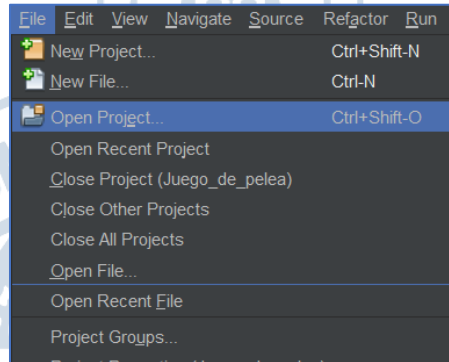 File Edit View Navigate Source Refactor Run
New Project... Ctrl+Shift-N
New File... Ctrl-N
Open Project... Ctrl+Shift-O
Open Recent Project
Close Project (Juego_de_pelea)
Close Other Projects
Close All Projects
Open File...
Open Recent File
Project Groups...